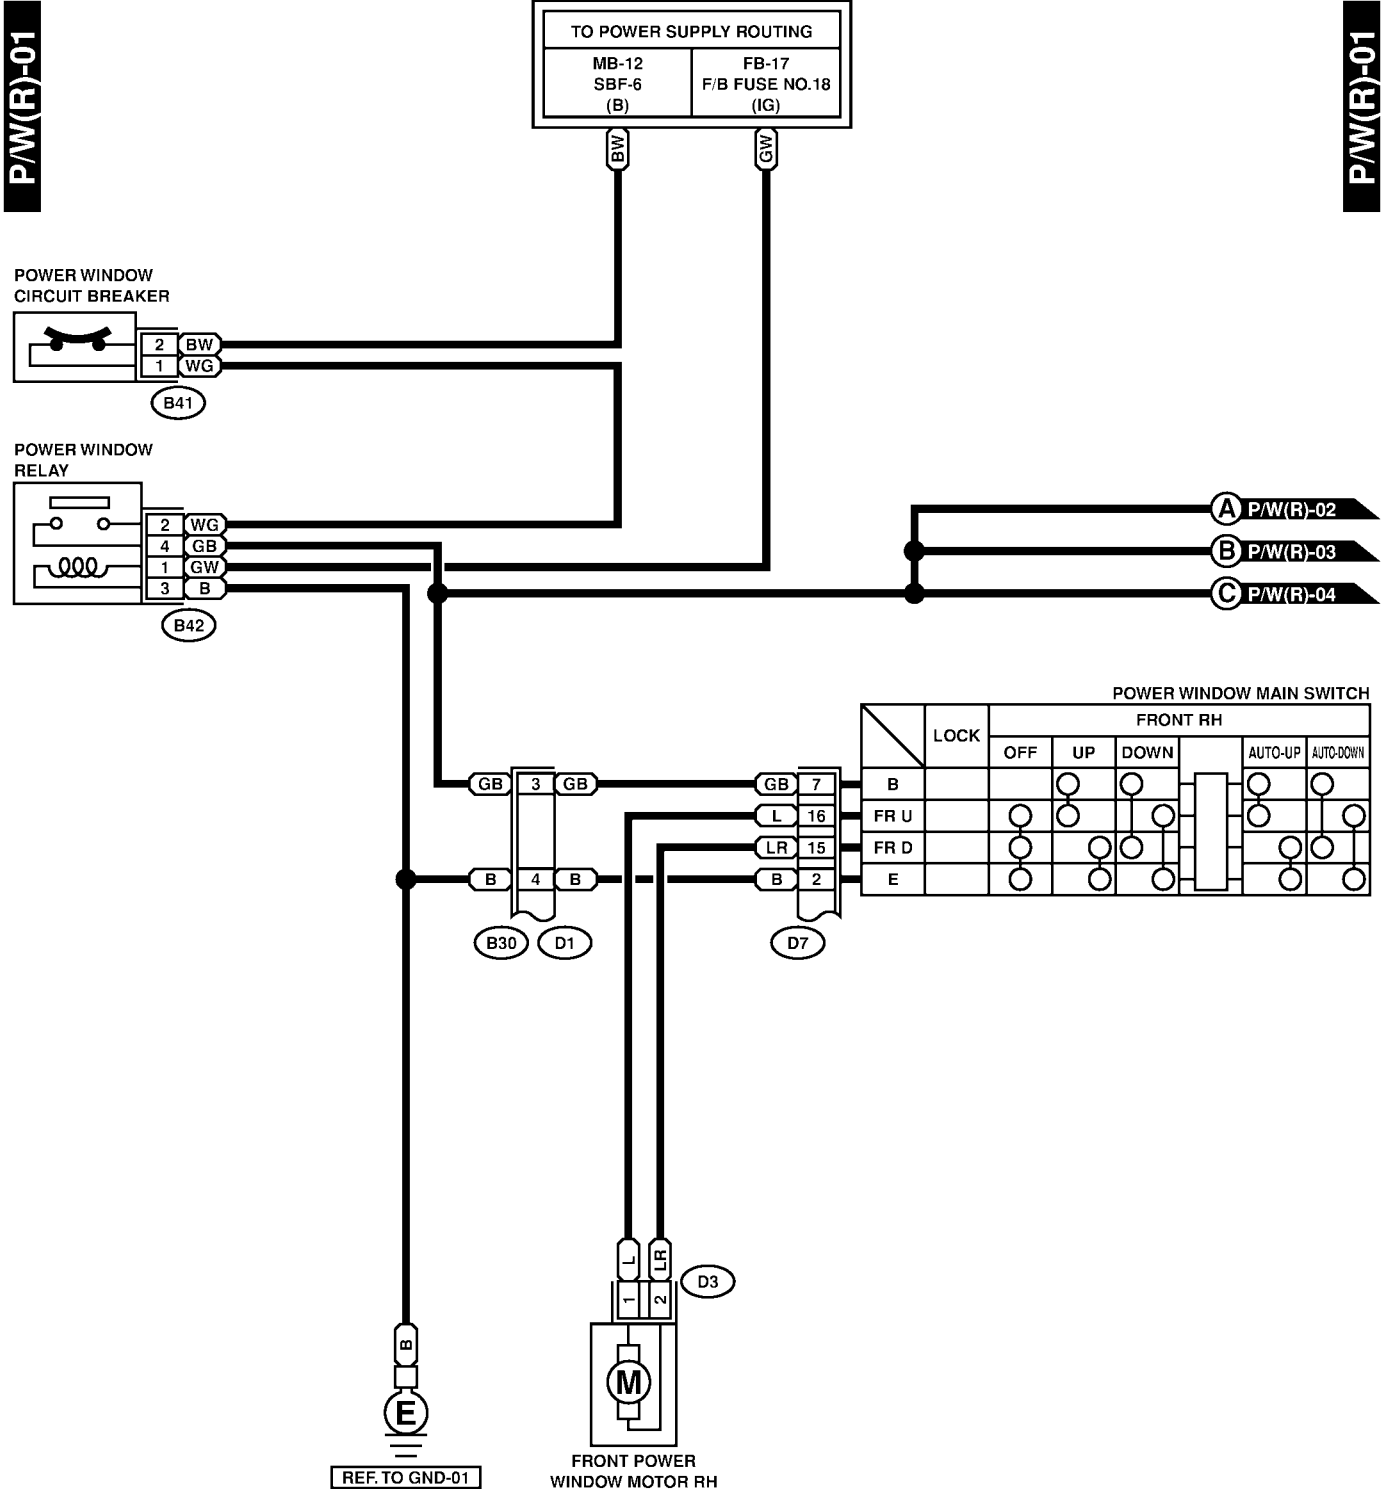 P/W(R)-01
P/W(R)-01
TO POWER SUPPLY ROUTING
MB-12
SBF-6
(B)
FB-17
F/B FUSE NO.18
(IG)
BW
GW
POWER WINDOW
CIRCUIT BREAKER
2 BW
1 WG
B41
POWER WINDOW
RELAY
2 WG
4 GB
1 GW
3 B
B42
A P/W(R)-02
B P/W(R)-03
C P/W(R)-04
POWER WINDOW MAIN SWITCH
LOCK
FRONT RH
OFF UP DOWN AUTO-UP AUTO-DOWN
GB 3 GB GB 7 B
L 16 FR U
LR 15 FR D
B 4 B B 2 E
B30 D1 D7
L LR
D3
1 2
B
M
E
FRONT POWER
WINDOW MOTOR RH
REF. TO GND-01